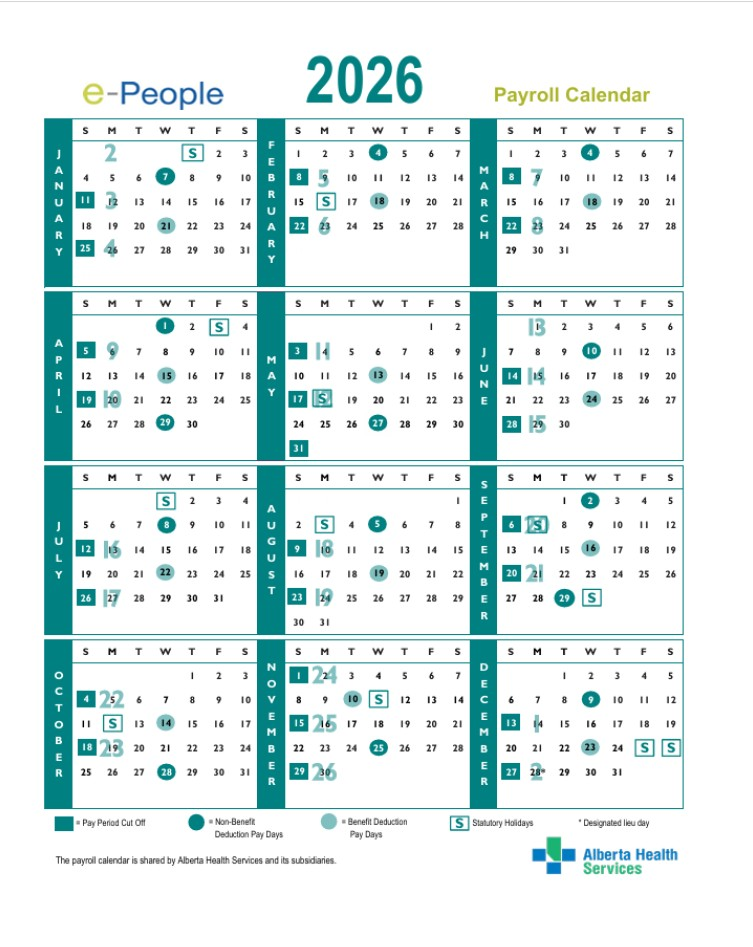 e-People
2026
Payroll Calendar
JANUARY
S M T W T F S
2 S 2 3
4 5 6 7 8 9 10
11 12 3 13 14 15 16 17
18 19 20 21 22 23 24
25 26 4 27 28 29 30 31
FEBRUARY
S M T W T F S
1 2 3 4 5 6 7
8 9 5 10 11 12 13 14
15 S 17 18 19 20 21
22 23 6 24 25 26 27 28
MARCH
S M T W T F S
1 2 3 4 5 6 7
8 9 7 10 11 12 13 14
15 16 17 18 19 20 21
22 23 8 24 25 26 27 28
29 30 31
APRIL
S M T W T F S
1 2 S 4
5 6 9 7 8 9 10 11
12 13 14 15 16 17 18
19 20 10 21 22 23 24 25
26 27 28 29 30
MAY
S M T W T F S
1 2
3 4 11 5 6 7 8 9
10 11 12 13 14 15 16
17 S 19 20 21 22 23
24 25 26 27 28 29 30
31
JUNE
S M T W T F S
1 13 2 3 4 5 6
7 8 9 10 11 12 13
14 15 14 16 17 18 19 20
21 22 23 24 25 26 27
28 29 15 30
JULY
S M T W T F S
S 2 3 4
5 6 7 8 9 10 11
12 13 16 14 15 16 17 18
19 20 21 22 23 24 25
26 27 17 28 29 30 31
AUGUST
S M T W T F S
1
2 S 4 5 6 7 8
9 10 18 11 12 13 14 15
16 17 18 19 20 21 22
23 24 19 25 26 27 28 29
30 31
SEPTEMBER
S M T W T F S
1 2 3 4 5
6 S 20 8 9 10 11 12
13 14 15 16 17 18 19
20 21 21 22 23 24 25 26
27 28 29 S
OCTOBER
S M T W T F S
1 2 3
4 5 22 6 7 8 9 10
11 S 13 14 15 16 17
18 19 23 20 21 22 23 24
25 26 27 28 29 30 31
NOVEMBER
S M T W T F S
1 2 24 3 4 5 6 7
8 9 10 S 12 13 14
15 16 25 17 18 19 20 21
22 23 24 25 26 27 28
29 30 26
DECEMBER
S M T W T F S
1 2 3 4 5
6 7 8 9 10 11 12
13 14 1 15 16 17 18 19
20 21 22 23 24 S S
27 28* 2 29 30 31
= Pay Period Cut Off
= Non-Benefit
Deduction Pay Days
= Benefit Deduction
Pay Days
S Statutory Holidays
* Designated lieu day
The payroll calendar is shared by Alberta Health Services and its subsidiaries.
Alberta Health
Services